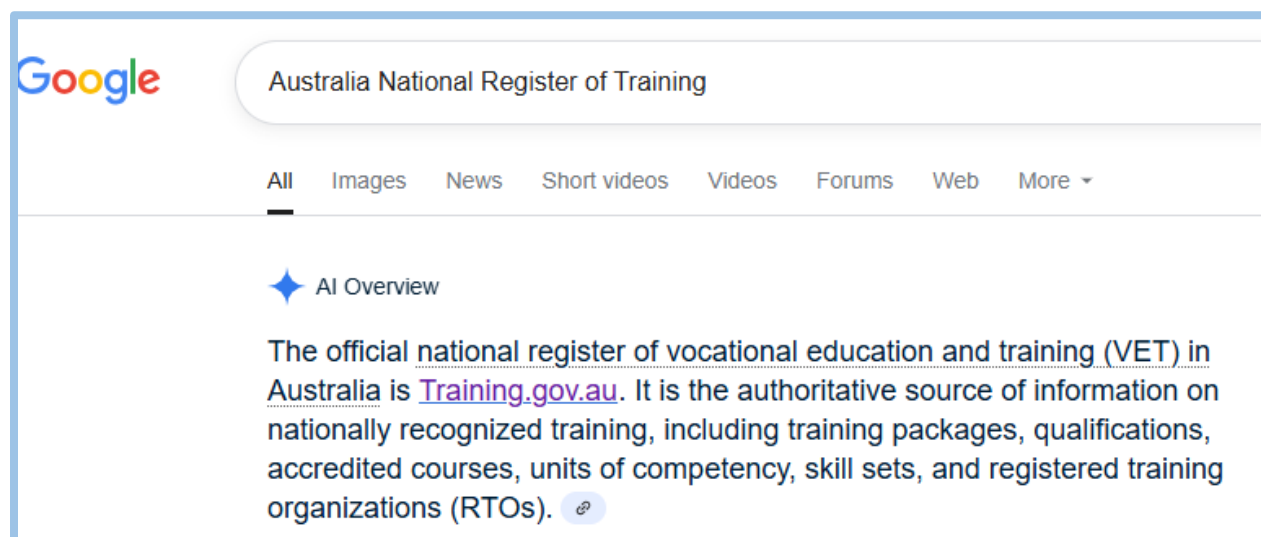 Google
Australia National Register of Training
All Images News Short videos Videos Forums Web More
AI Overview
The official national register of vocational education and training (VET) in
Australia is Training.gov.au. It is the authoritative source of information on
nationally recognized training, including training packages, qualifications,
accredited courses, units of competency, skill sets, and registered training
organizations (RTOs).